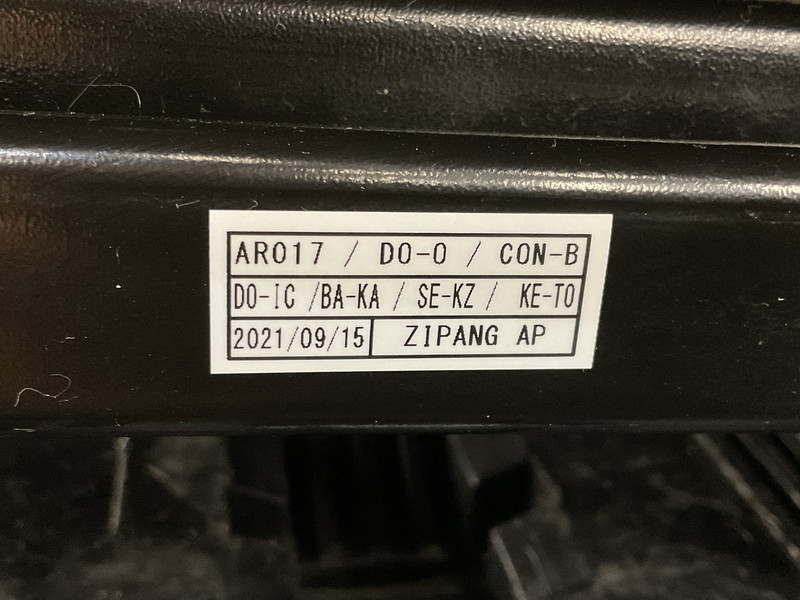 AR017 / DO-O / CON-B
DO-IC /BA-KA / SE-KZ / KE-TO
2021/09/15 ZIPANG AP